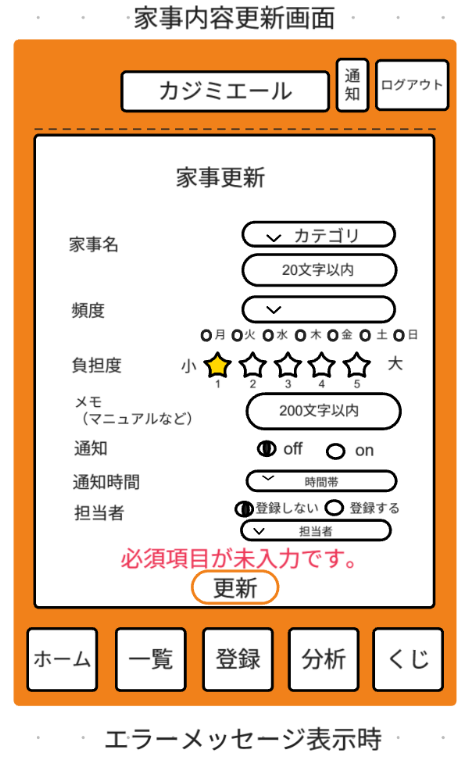 家事内容更新画面
カジミエール
通知
ログアウト
家事更新
家事名
カテゴリ
20文字以内
頻度
月 火 水 木 金 土 日
負担度
小
大
1 2 3 4 5
メモ
（マニュアルなど）
200文字以内
通知
off on
通知時間
時間帯
担当者
登録しない 登録する
担当者
必須項目が未入力です。
更新
ホーム 一覧 登録 分析 くじ
エラーメッセージ表示時